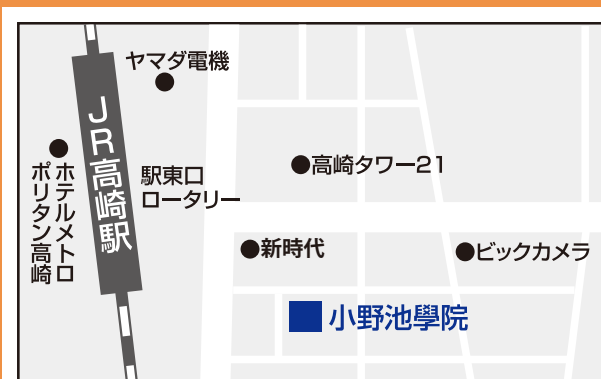 ヤマダ電機
JR高崎駅
ホテルメトロ
ポリタン高崎
駅東口
ロータリー
高崎タワー21
新時代
ビックカメラ
小野池學院